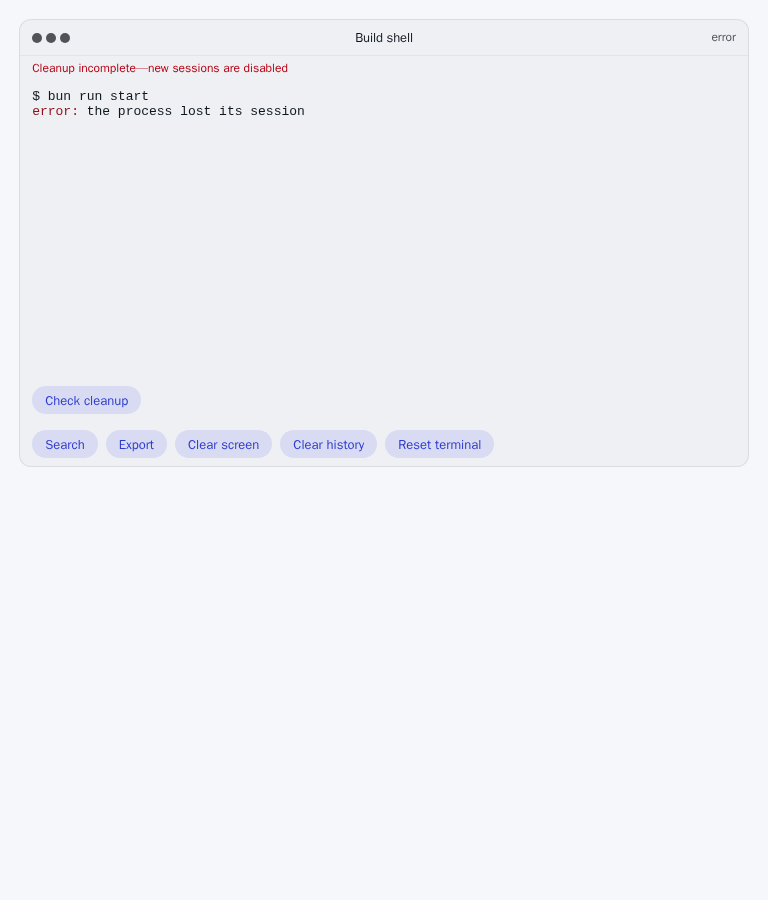 Build shell
error
Cleanup incomplete—new sessions are disabled
$ bun run start
error: the process lost its session
Check cleanup
Search
Export
Clear screen
Clear history
Reset terminal